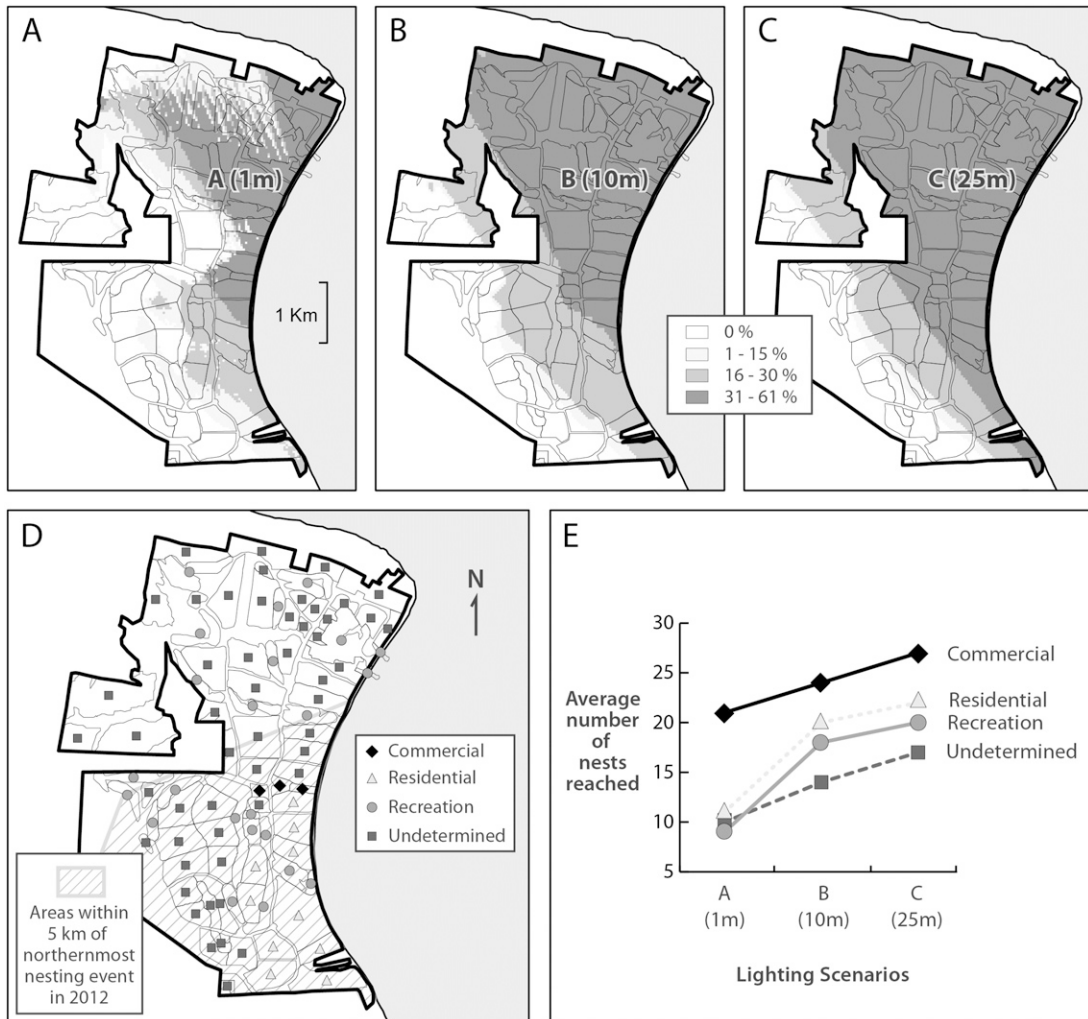 A
A (1m)
1 Km
B
B (10m)
0 %
1 - 15 %
16 - 30 %
31 - 61 %
C
C (25m)
D
N
Commercial
Residential
Recreation
Undetermined
Areas within
5 km of
northernmost
nesting event
in 2012
E
30
25
20
15
10
5
Average
number
of
nests
reached
Commercial
Residential
Recreation
Undetermined
A
(1m)
B
(10m)
C
(25m)
Lighting Scenarios